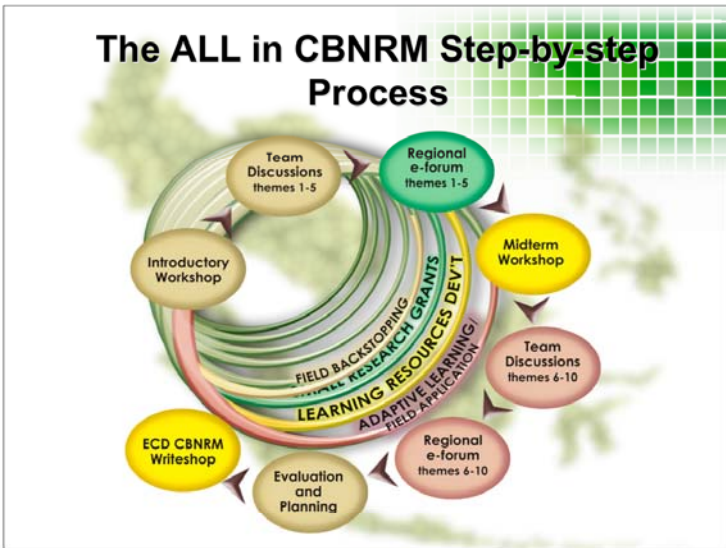 The ALL in CBNRM Step-by-step
Process
Team
Discussions
themes 1-5
Regional
e-forum
themes 1-5
Introductory
Workshop
Midterm
Workshop
FIELD BACKSTOPPING
RESEARCH GRANTS
LEARNING RESOURCES DEV'T
ADAPTIVE LEARNING/
FIELD APPLICATION
Team
Discussions
themes 6-10
ECD CBNRM
Writeshop
Evaluation
and
Planning
Regional
e-forum
themes 6-10